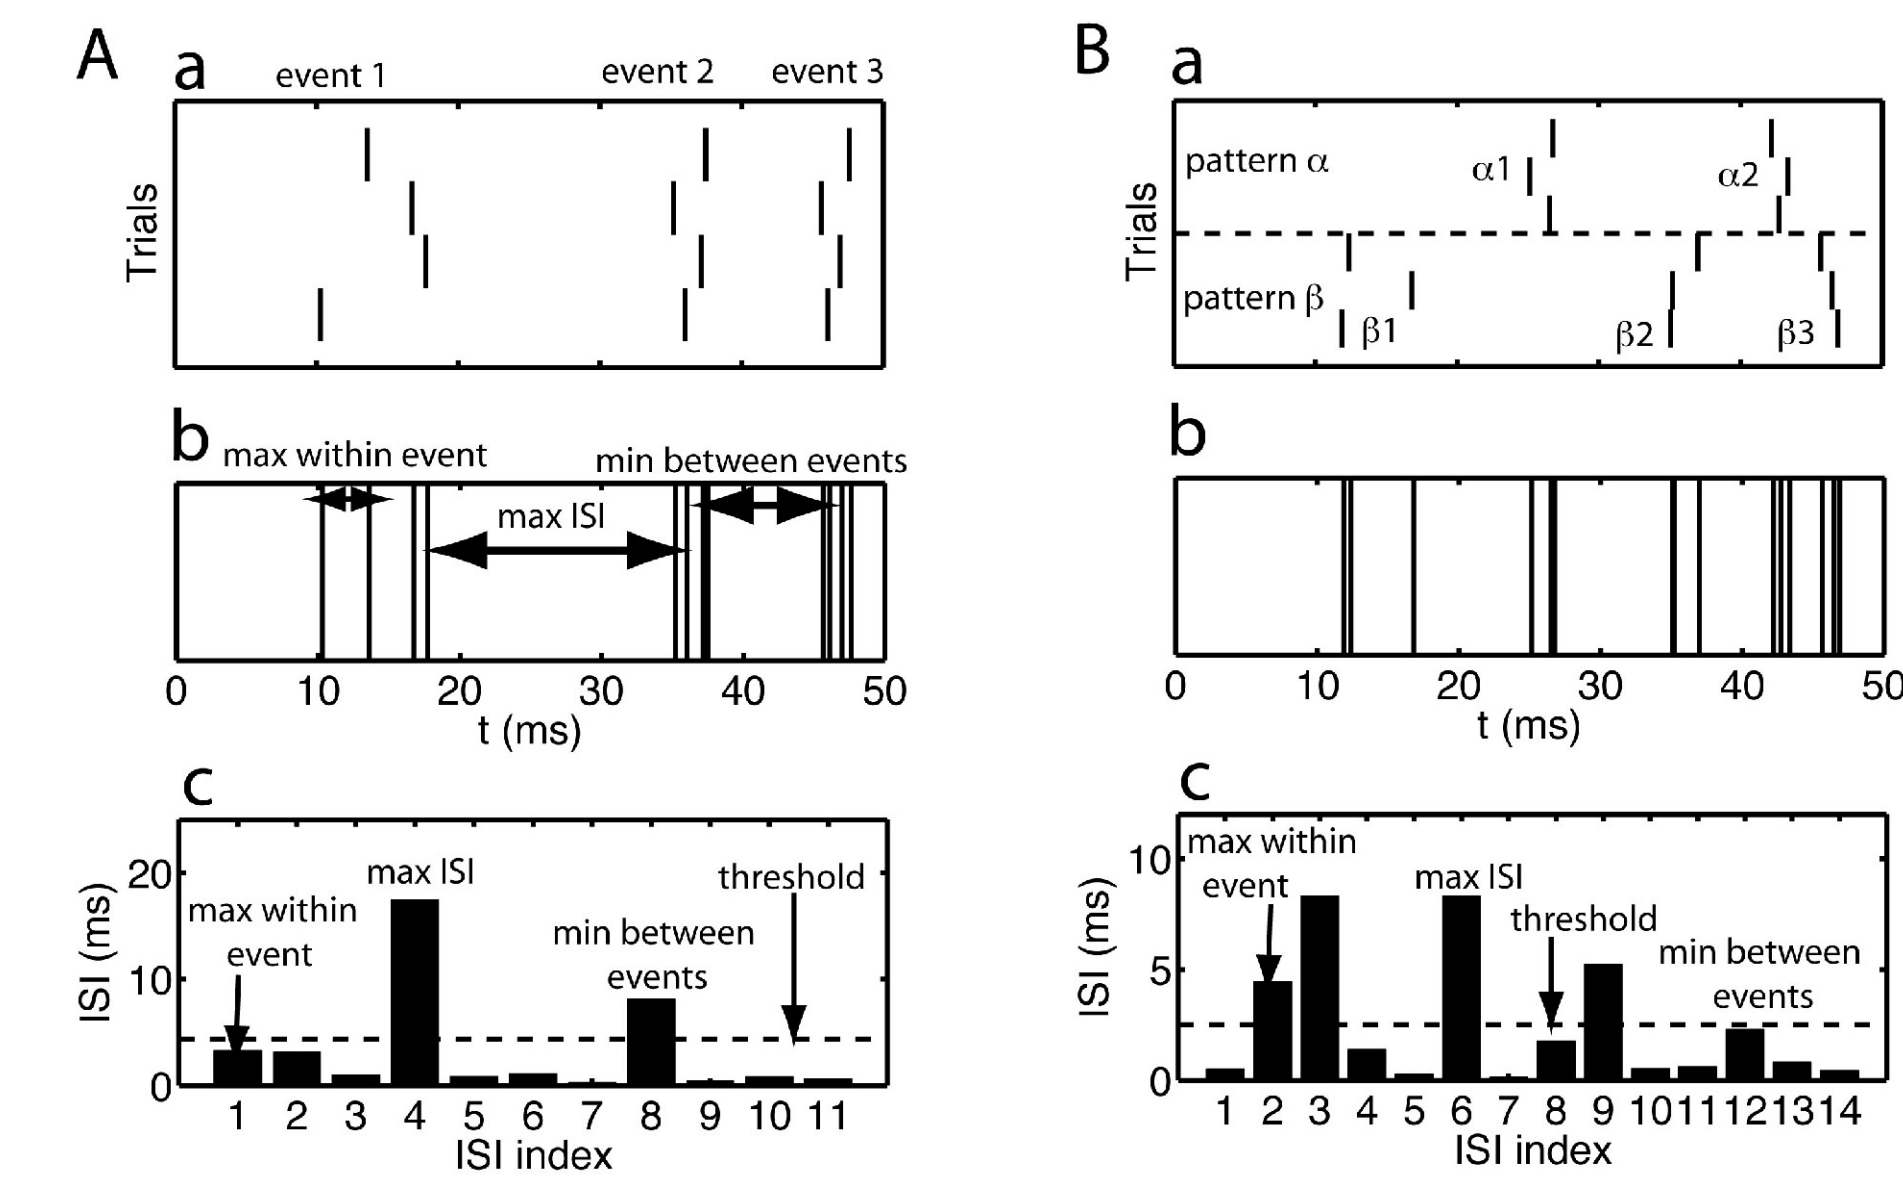 A
a
event 1
event 2
event 3
Trials
b
max within event
min between events
max ISI
0 10 20 30 40 50
t (ms)
c
20
10
0
ISI (ms)
max within
event
max ISI
min between
events
threshold
1 2 3 4 5 6 7 8 9 10 11
ISI index
B
a
pattern α
α1
α2
Trials
pattern β
β1
β2
β3
b
0 10 20 30 40 50
t (ms)
c
10
5
0
ISI (ms)
max within
event
max ISI
threshold
min between
events
1 2 3 4 5 6 7 8 9 10 11 12 13 14
ISI index